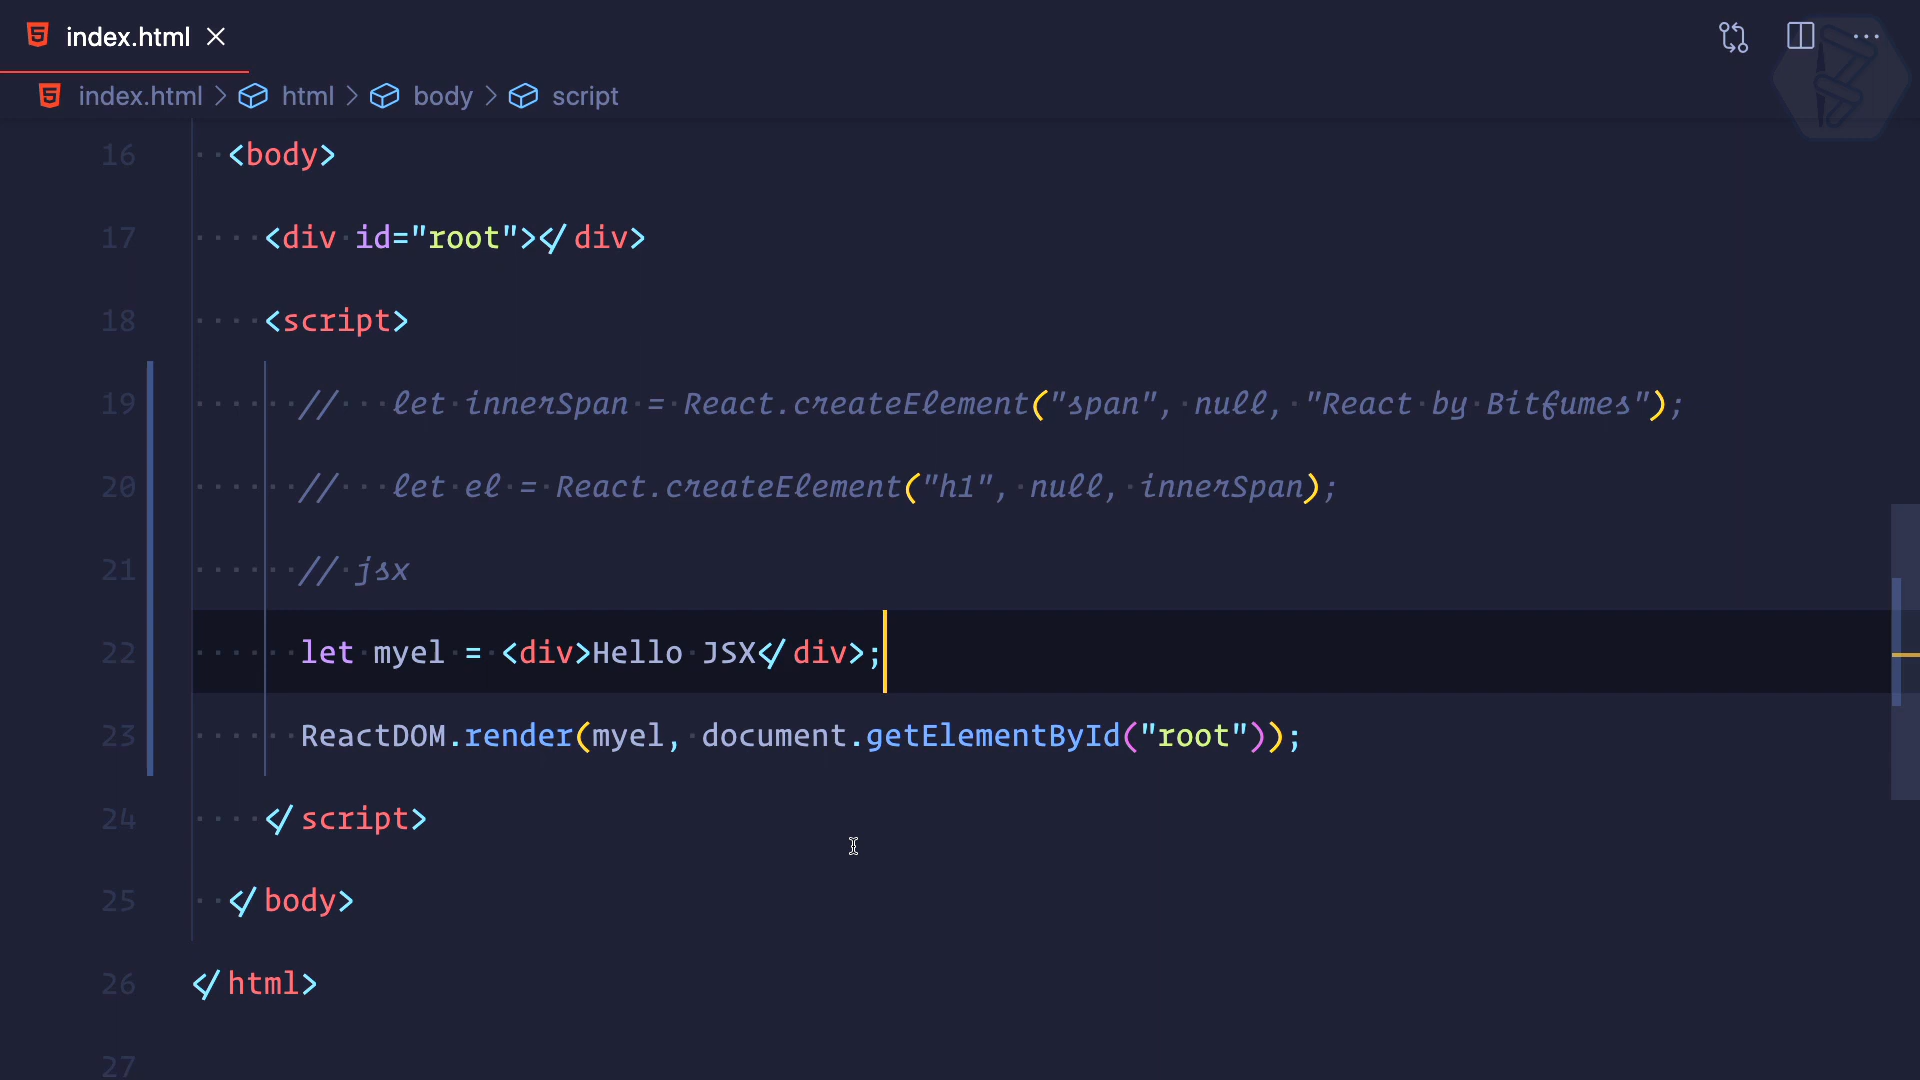 index.html
index.html > html > body > script
16 <body>
17 <div id="root"></div>
18 <script>
19 // let innerSpan = React.createElement("span", null, "React by Bitfumes");
20 // let el = React.createElement("h1", null, innerSpan);
21 // jsx
22 let myel = <div>Hello JSX</div>;
23 ReactDOM.render(myel, document.getElementById("root"));
24 </script>
25 </body>
26 </html>
27